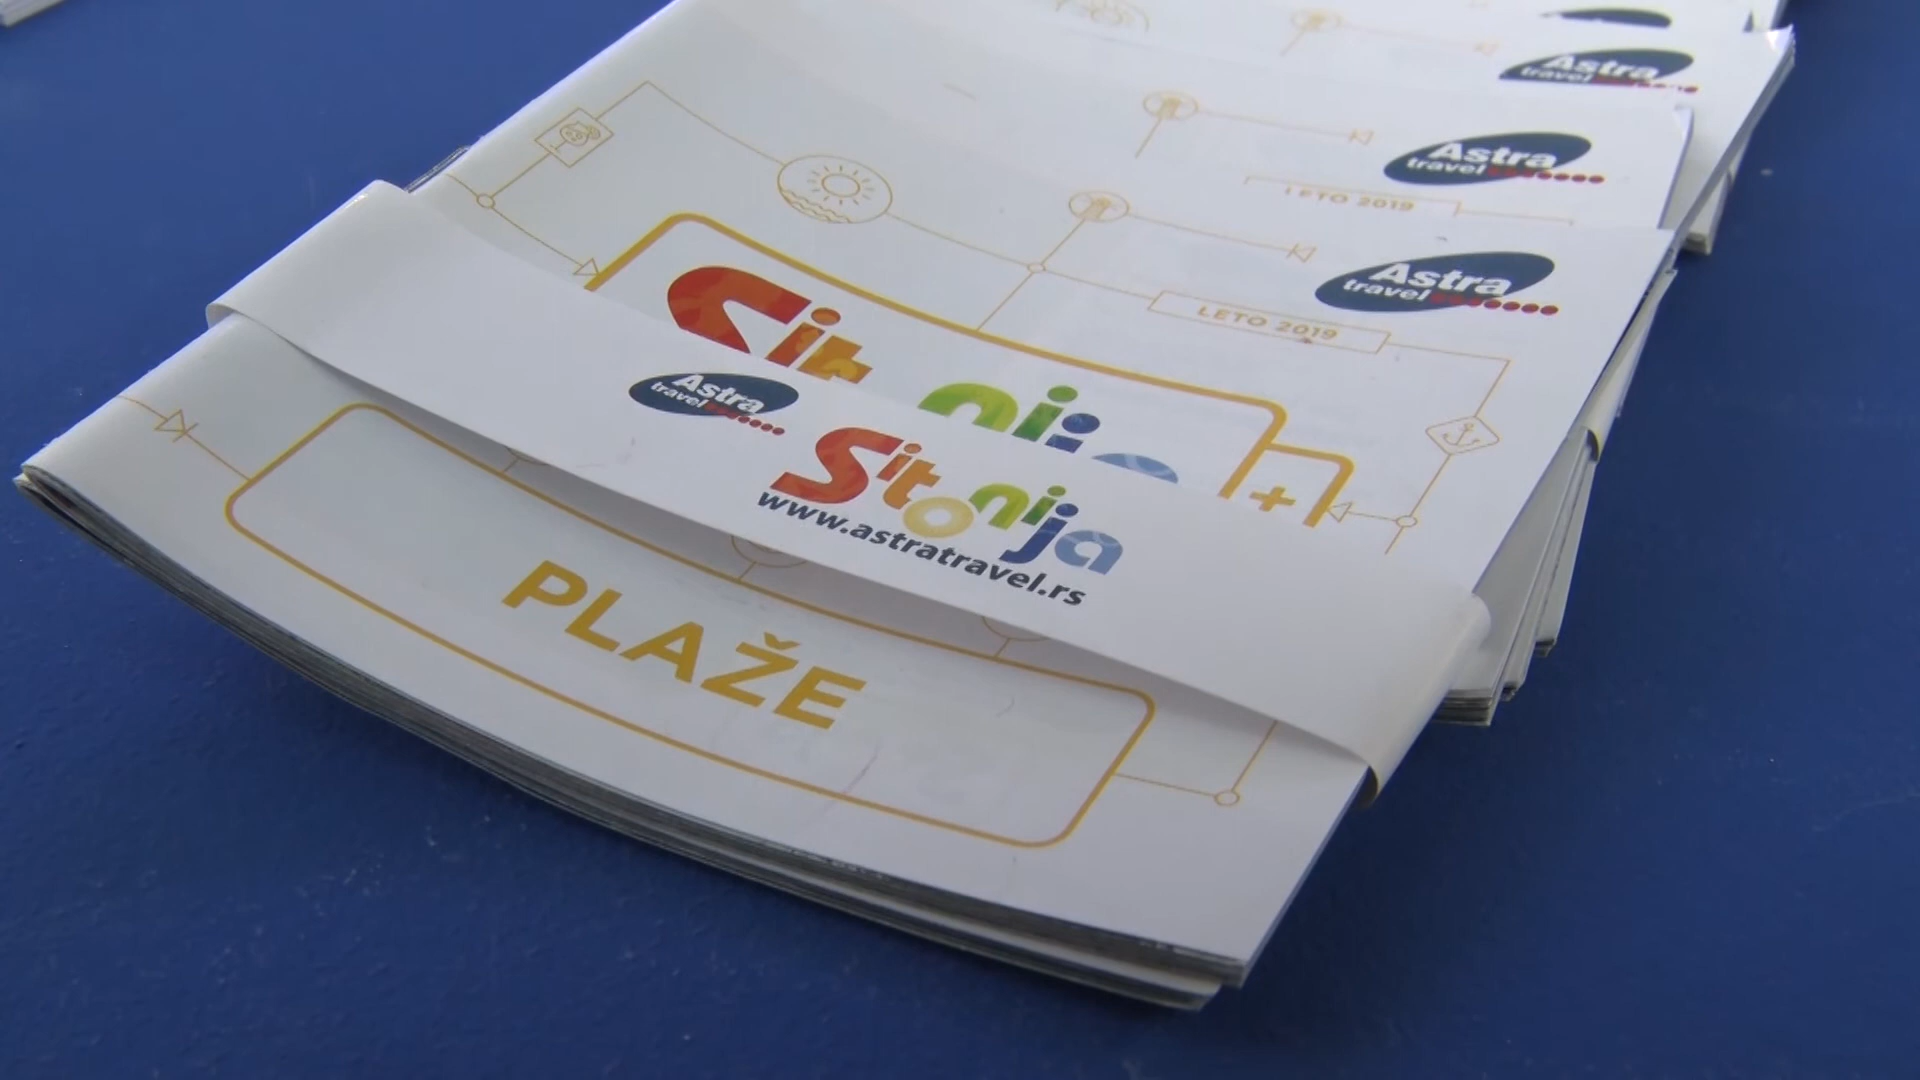 Astra
travel
Astra
travel
LETO 2019
Astra
travel
LETO 2019
Astra
travel
Sitonija
+
www.astratravel.rs
PLAŽE